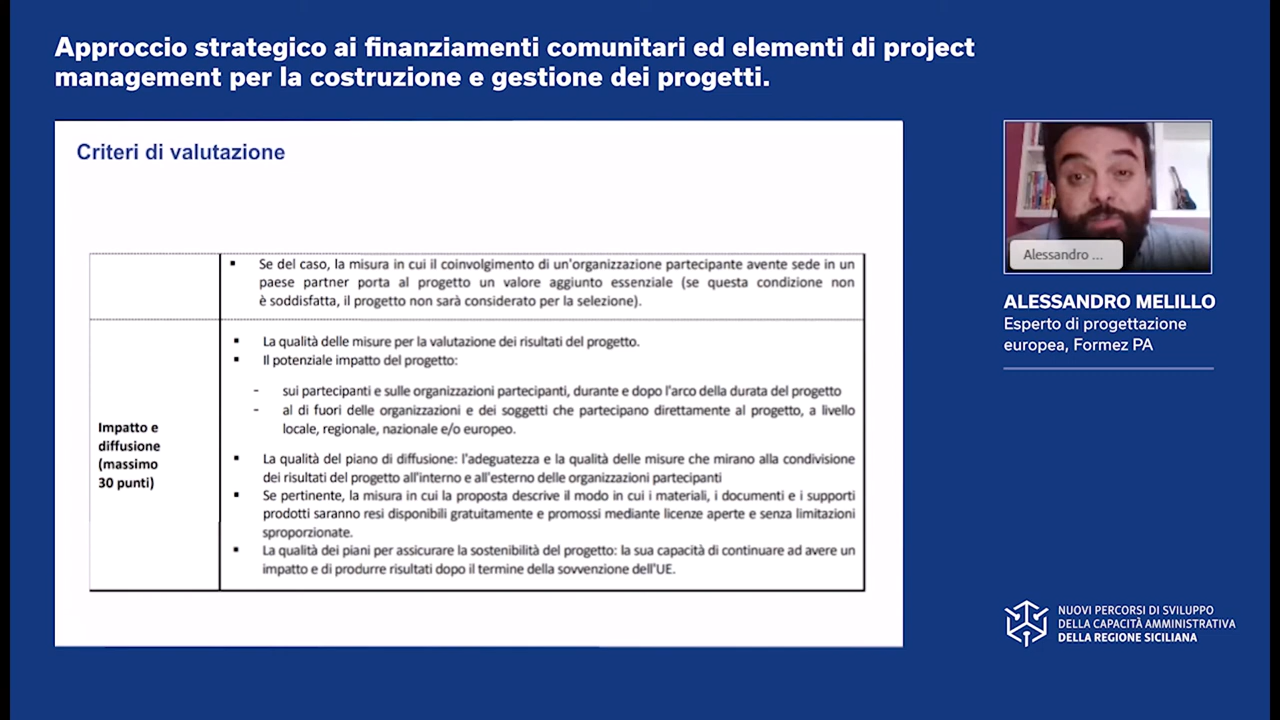 Approccio strategico ai finanziamenti comunitari ed elementi di project
management per la costruzione e gestione dei progetti.
Criteri di valutazione
▪ Se del caso, la misura in cui il coinvolgimento di un'organizzazione partecipante avente sede in un
paese partner porta al progetto un valore aggiunto essenziale (se questa condizione non
è soddisfatta, il progetto non sarà considerato per la selezione).
Impatto e
diffusione
(massimo
30 punti)
▪ La qualità delle misure per la valutazione dei risultati del progetto.
▪ Il potenziale impatto del progetto:
- sui partecipanti e sulle organizzazioni partecipanti, durante e dopo l'arco della durata del progetto
- al di fuori delle organizzazioni e dei soggetti che partecipano direttamente al progetto, a livello
locale, regionale, nazionale e/o europeo.
▪ La qualità del piano di diffusione: l'adeguatezza e la qualità delle misure che mirano alla condivisione
dei risultati del progetto all'interno e all'esterno delle organizzazioni partecipanti
▪ Se pertinente, la misura in cui la proposta descrive il modo in cui i materiali, i documenti e i supporti
prodotti saranno resi disponibili gratuitamente e promossi mediante licenze aperte e senza limitazioni
sproporzionate.
▪ La qualità dei piani per assicurare la sostenibilità del progetto: la sua capacità di continuare ad avere un
impatto e di produrre risultati dopo il termine della sovvenzione dell'UE.
Alessandro ...
ALESSANDRO MELILLO
Esperto di progettazione
europea, Formez PA
NUOVI PERCORSI DI SVILUPPO
DELLA CAPACITÀ AMMINISTRATIVA
DELLA REGIONE SICILIANA